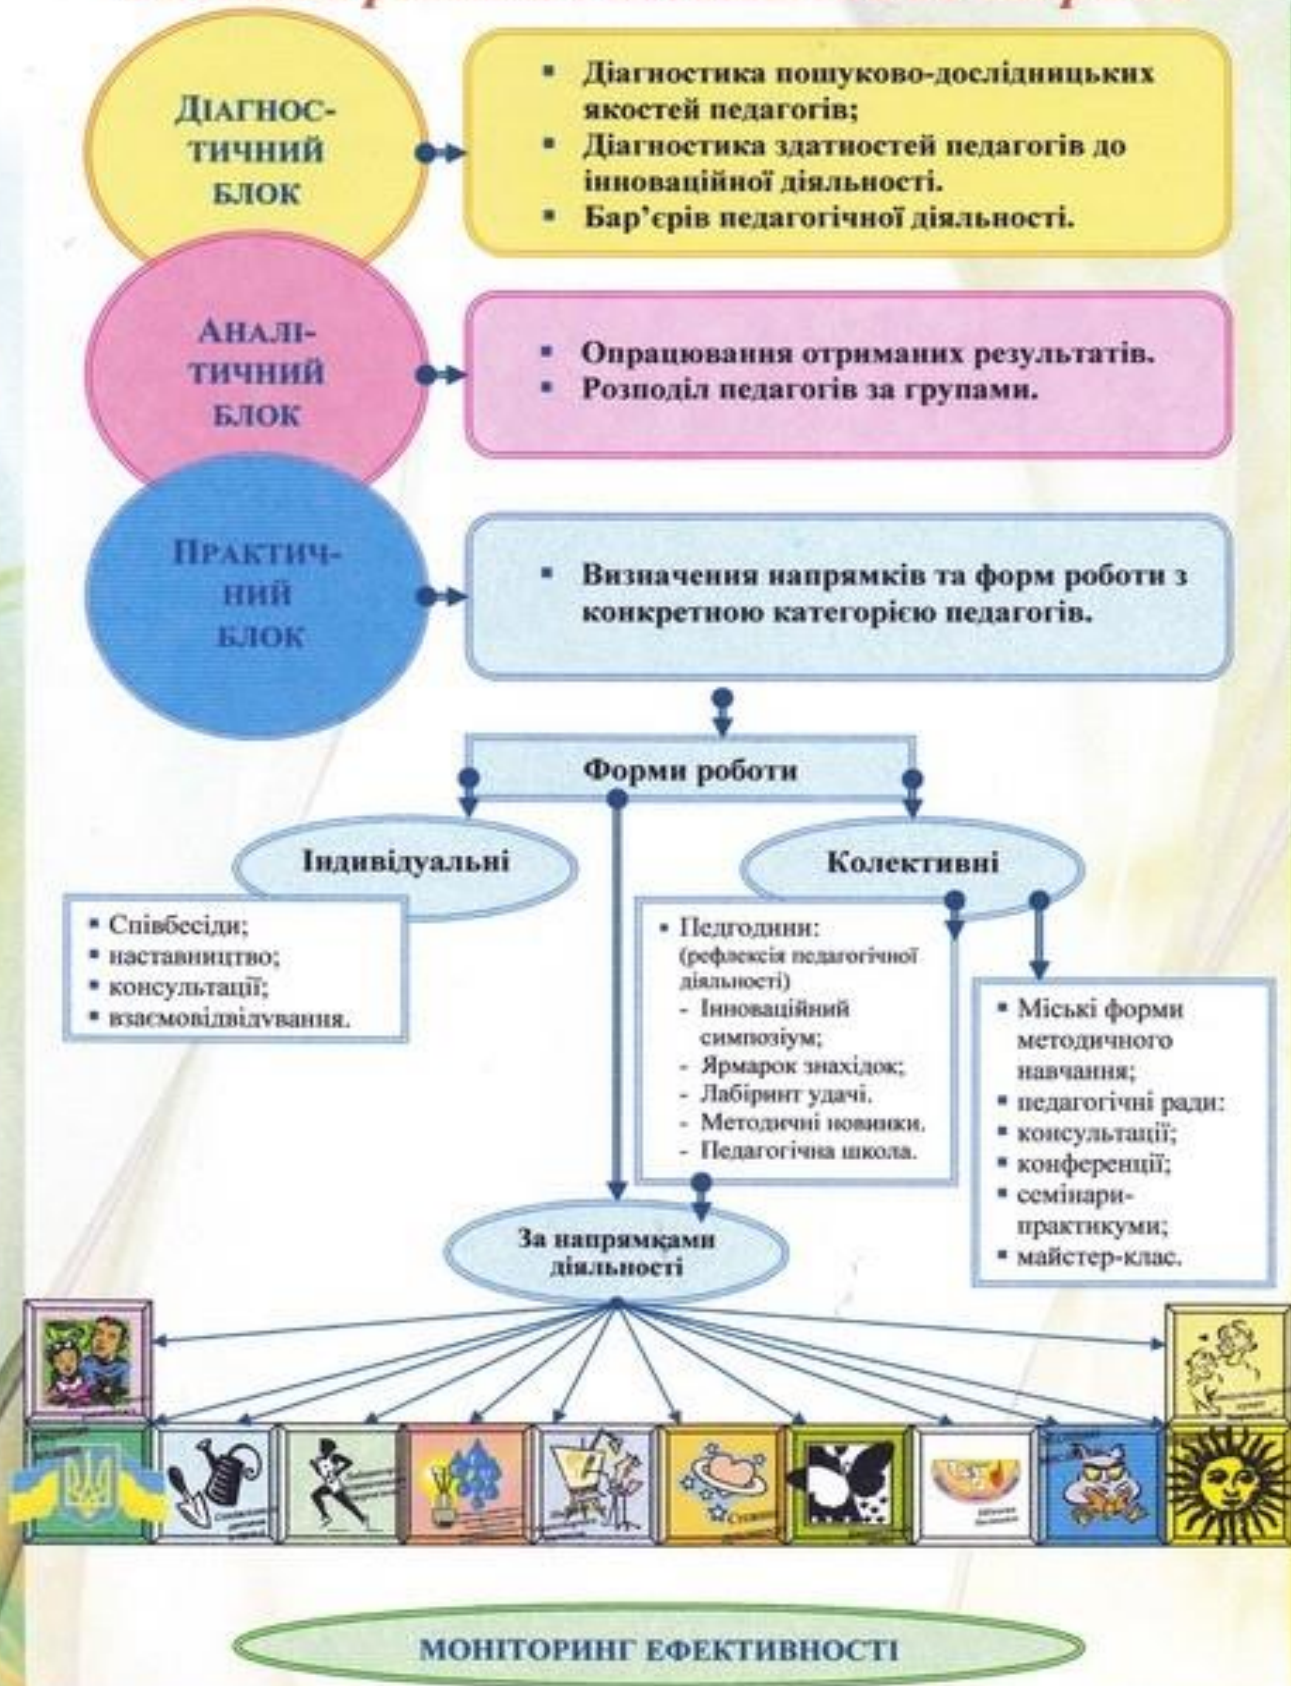 ДІАГНОС-
ТИЧНИЙ
БЛОК
▪ Діагностика пошуково-дослідницьких
якостей педагогів;
▪ Діагностика здатностей педагогів до
інноваційної діяльності.
▪ Бар’єрів педагогічної діяльності.
АНАЛІ-
ТИЧНИЙ
БЛОК
▪ Опрацювання отриманих результатів.
▪ Розподіл педагогів за групами.
ПРАКТИЧ-
НИЙ
БЛОК
▪ Визначення напрямків та форм роботи з
конкретною категорією педагогів.
Форми роботи
Індивідуальні
▪ Співбесіди;
▪ наставництво;
▪ консультації;
▪ взаємовідвідування.
Колективні
▪ Педгодини:
(рефлексія педагогічної
діяльності)
- Інноваційний
симпозіум;
- Ярмарок знахідок;
- Лабіринт удачі.
- Методичні новинки.
- Педагогічна школа.
▪ Міські форми
методичного
навчання;
▪ педагогічні ради:
▪ консультації;
▪ конференції;
▪ семінари-
практикуми;
▪ майстер-клас.
За напрямками
діяльності
МОНІТОРИНГ ЕФЕКТИВНОСТІ